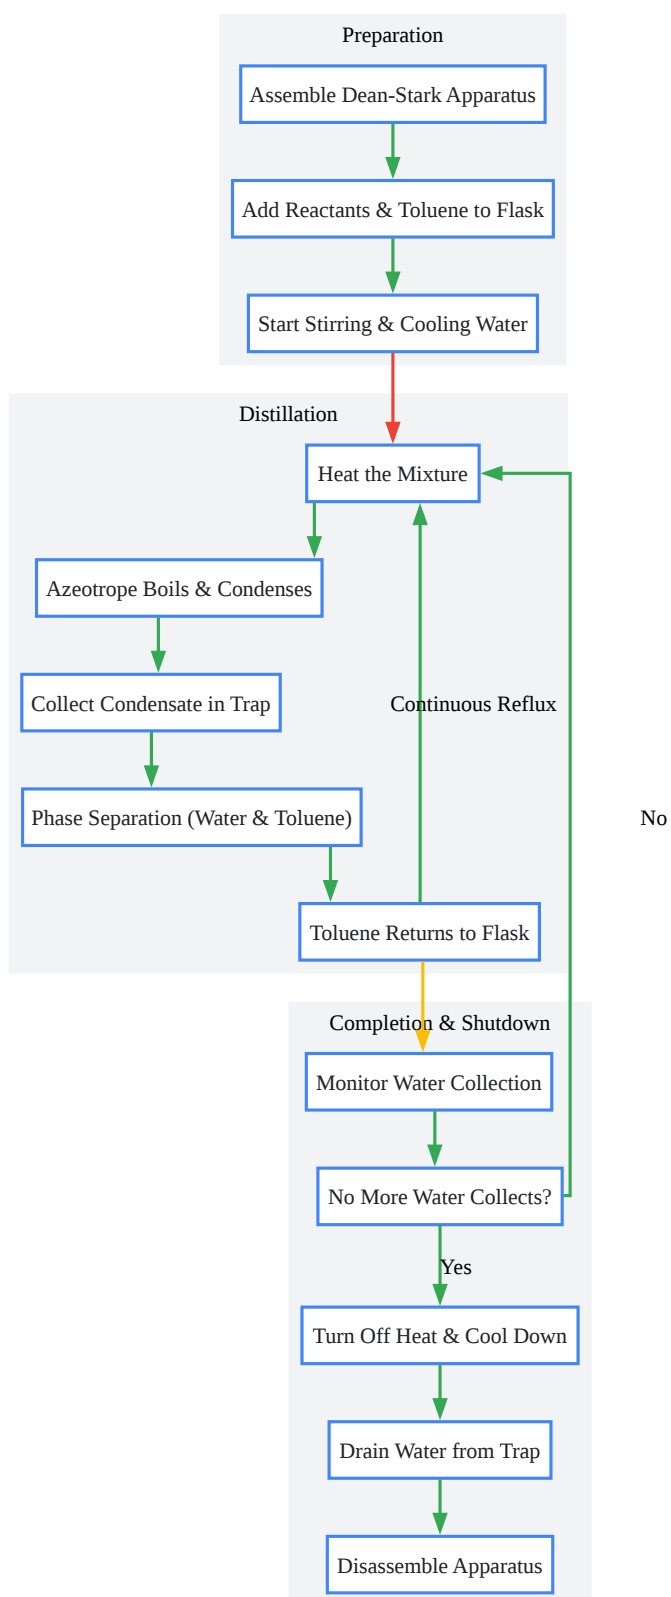 Preparation
Assemble Dean-Stark Apparatus
Add Reactants & Toluene to Flask
Start Stirring & Cooling Water
Distillation
Heat the Mixture
Azeotrope Boils & Condenses
Collect Condensate in Trap
Continuous Reflux
Phase Separation (Water & Toluene)
No
Toluene Returns to Flask
Completion & Shutdown
Monitor Water Collection
No More Water Collects?
Yes
Turn Off Heat & Cool Down
Drain Water from Trap
Disassemble Apparatus